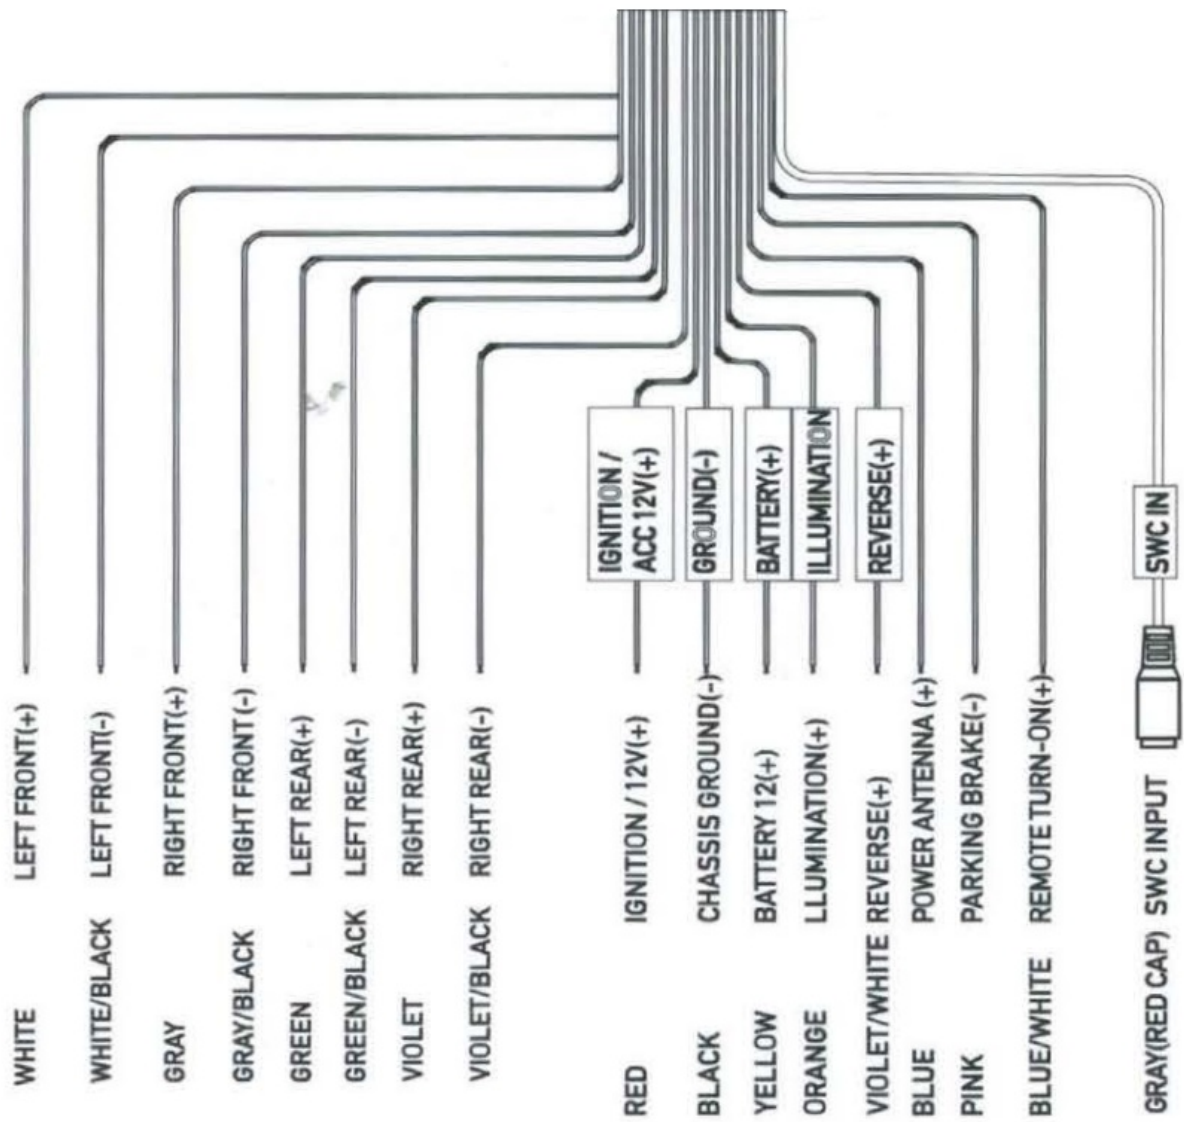 WHITE LEFT FRONT(+)
WHITE/BLACK LEFT FRONT(-)
GRAY RIGHT FRONT(+)
GRAY/BLACK RIGHT FRONT(-)
GREEN LEFT REAR(+)
GREEN/BLACK LEFT REAR(-)
VIOLET RIGHT REAR(+)
VIOLET/BLACK RIGHT REAR(-)
RED IGNITION / 12V(+)
IGNITION /
ACC 12V(+)
BLACK CHASSIS GROUND(-)
GROUND(-)
YELLOW BATTERY 12(+)
BATTERY(+)
ORANGE LLUMINATION(+)
ILLUMINATION
VIOLET/WHITE REVERSE(+)
REVERSE(+)
BLUE POWER ANTENNA (+)
PINK PARKING BRAKE(-)
BLUE/WHITE REMOTE TURN-ON(+)
GRAY(RED CAP) SWC INPUT
SWC IN